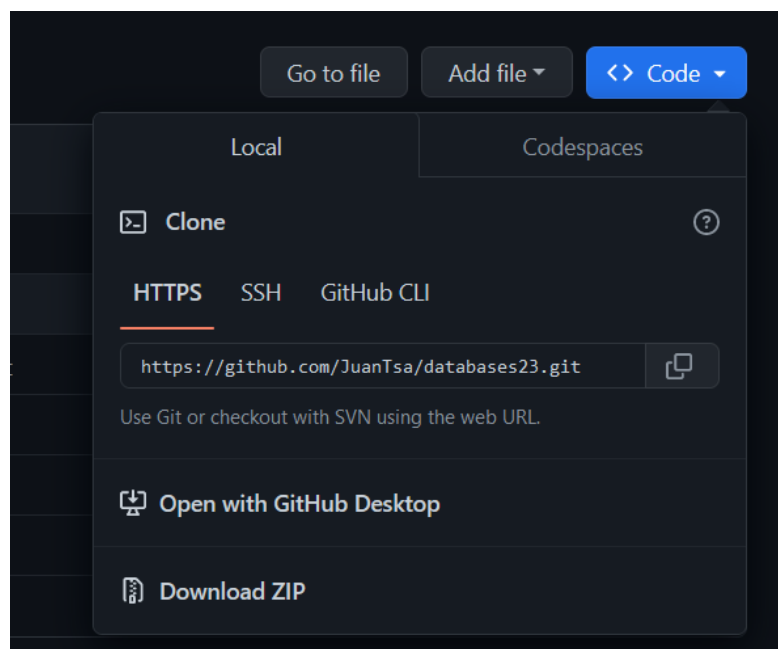 Go to file Add file <> Code
Local Codespaces
Clone
HTTPS SSH GitHub CLI
https://github.com/JuanTsa/databases23.git
Use Git or checkout with SVN using the web URL.
Open with GitHub Desktop
Download ZIP